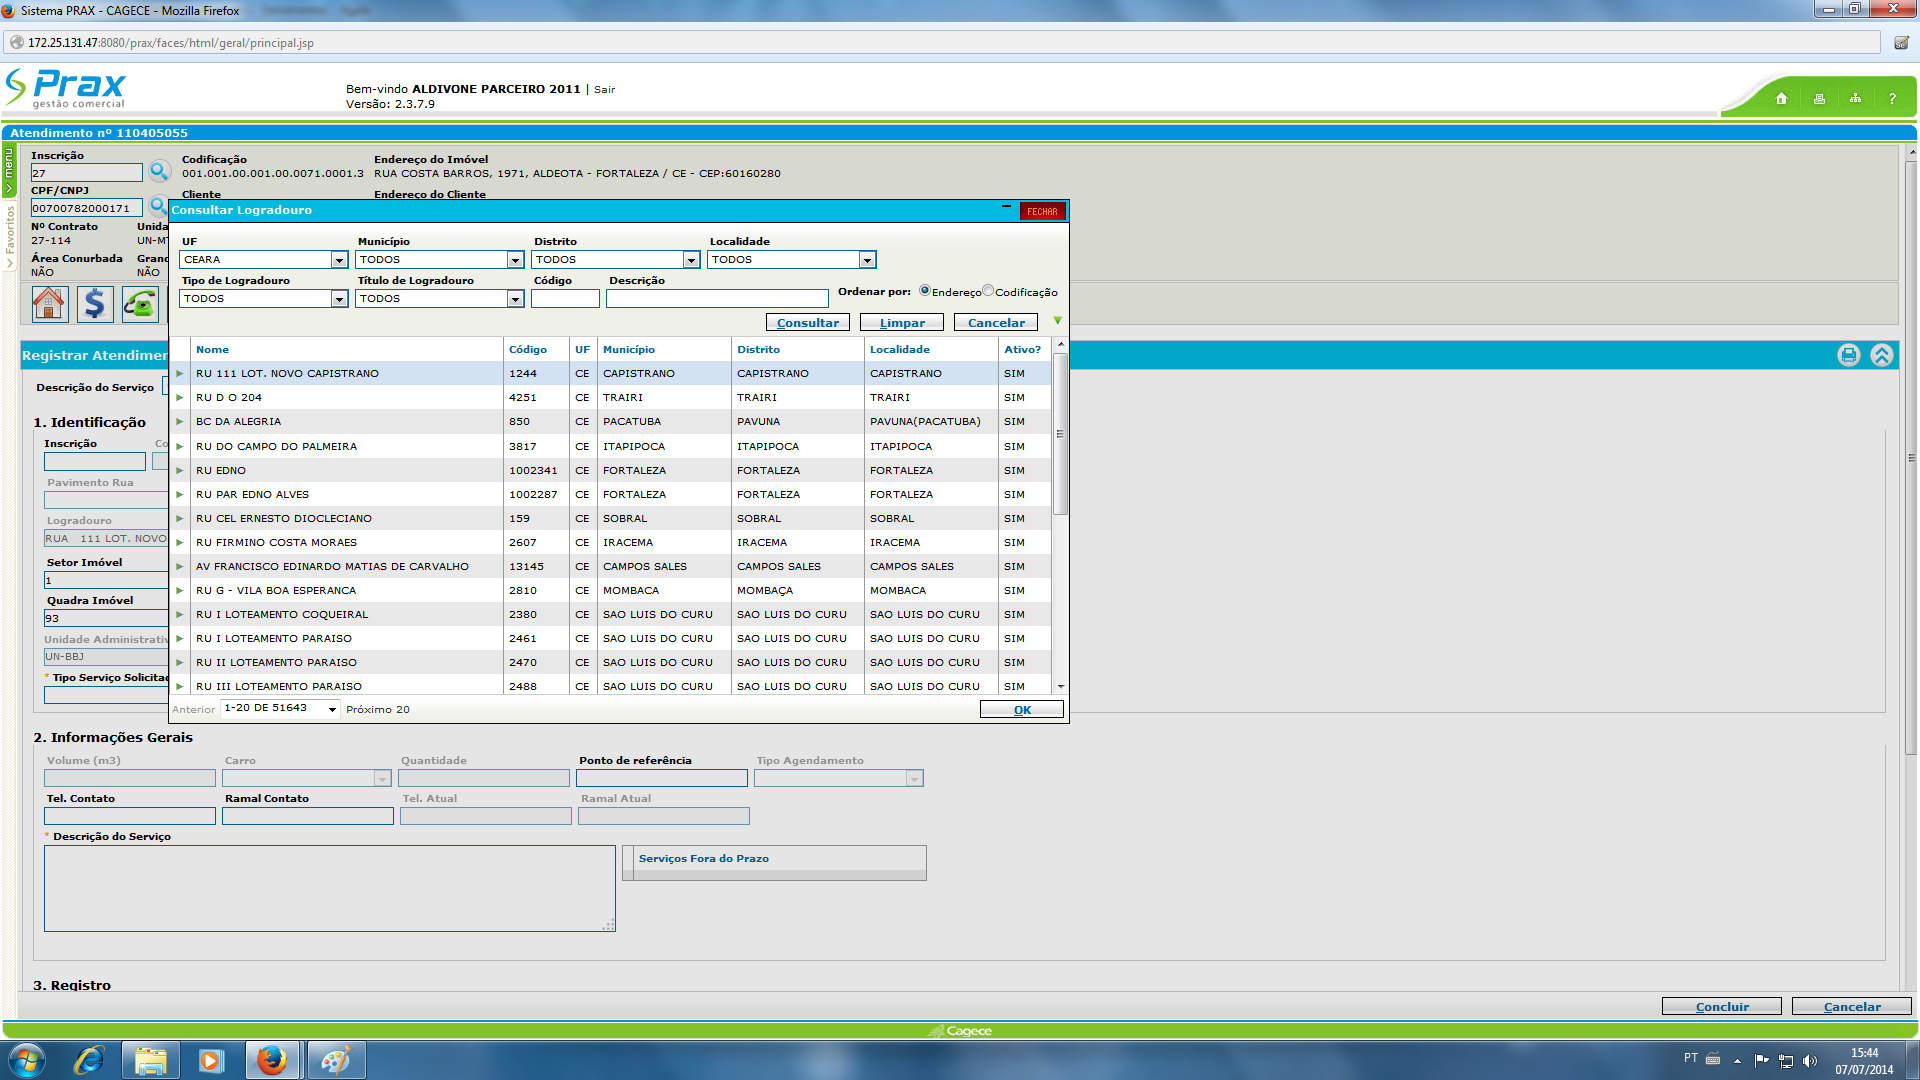 Sistema PRAX - CAGECE - Mozilla Firefox
172.25.131.47:8080/prax/faces/html/geral/principal.jsp
Prax
gestão comercial
Bem-vindo ALDIVONE PARCEIRO 2011 | Sair
Versão: 2.3.7.9
?
Atendimento nº 110405055
menu
Favoritos
Inscrição
27
Codificação
001.001.00.001.00.0071.0001.3
Endereço do Imóvel
RUA COSTA BARROS, 1971, ALDEOTA - FORTALEZA / CE - CEP:60160280
CPF/CNPJ
00700782000171
Cliente
Endereço do Cliente
Nº Contrato
27-114
Unida
UN-MT
Área Conurbada
NÃO
Grand
NÃO
Consultar Logradouro
FECHAR
UF Município Distrito Localidade
CEARA TODOS TODOS TODOS
Tipo de Logradouro Título de Logradouro Código Descrição
TODOS TODOS
Ordenar por: Endereço Codificação
Consultar Limpar Cancelar
Nome Código UF Município Distrito Localidade Ativo?
RU 111 LOT. NOVO CAPISTRANO 1244 CE CAPISTRANO CAPISTRANO CAPISTRANO SIM
RU D O 204 4251 CE TRAIRI TRAIRI TRAIRI SIM
BC DA ALEGRIA 850 CE PACATUBA PAVUNA PAVUNA(PACATUBA) SIM
RU DO CAMPO DO PALMEIRA 3817 CE ITAPIPOCA ITAPIPOCA ITAPIPOCA SIM
RU EDNO 1002341 CE FORTALEZA FORTALEZA FORTALEZA SIM
RU PAR EDNO ALVES 1002287 CE FORTALEZA FORTALEZA FORTALEZA SIM
RU CEL ERNESTO DIOCLECIANO 159 CE SOBRAL SOBRAL SOBRAL SIM
RU FIRMINO COSTA MORAES 2607 CE IRACEMA IRACEMA IRACEMA SIM
AV FRANCISCO EDINARDO MATIAS DE CARVALHO 13145 CE CAMPOS SALES CAMPOS SALES CAMPOS SALES SIM
RU G - VILA BOA ESPERANCA 2810 CE MOMBACA MOMBAÇA MOMBACA SIM
RU I LOTEAMENTO COQUEIRAL 2380 CE SAO LUIS DO CURU SAO LUIS DO CURU SAO LUIS DO CURU SIM
RU I LOTEAMENTO PARAISO 2461 CE SAO LUIS DO CURU SAO LUIS DO CURU SAO LUIS DO CURU SIM
RU II LOTEAMENTO PARAISO 2470 CE SAO LUIS DO CURU SAO LUIS DO CURU SAO LUIS DO CURU SIM
RU III LOTEAMENTO PARAISO 2488 CE SAO LUIS DO CURU SAO LUIS DO CURU SAO LUIS DO CURU SIM
Anterior 1-20 DE 51643 Próximo 20
OK
Registrar Atendimen
Descrição do Serviço
1. Identificação
Inscrição Co
Pavimento Rua
Logradouro
RUA 111 LOT. NOVO
Setor Imóvel
1
Quadra Imóvel
93
Unidade Administrativ
UN-BBJ
* Tipo Serviço Solicitad
2. Informações Gerais
Volume (m3) Carro Quantidade Ponto de referência Tipo Agendamento
Tel. Contato Ramal Contato Tel. Atual Ramal Atual
* Descrição do Serviço
Serviços Fora do Prazo
3. Registro
Concluir Cancelar
Cagece
PT
15:44
07/07/2014